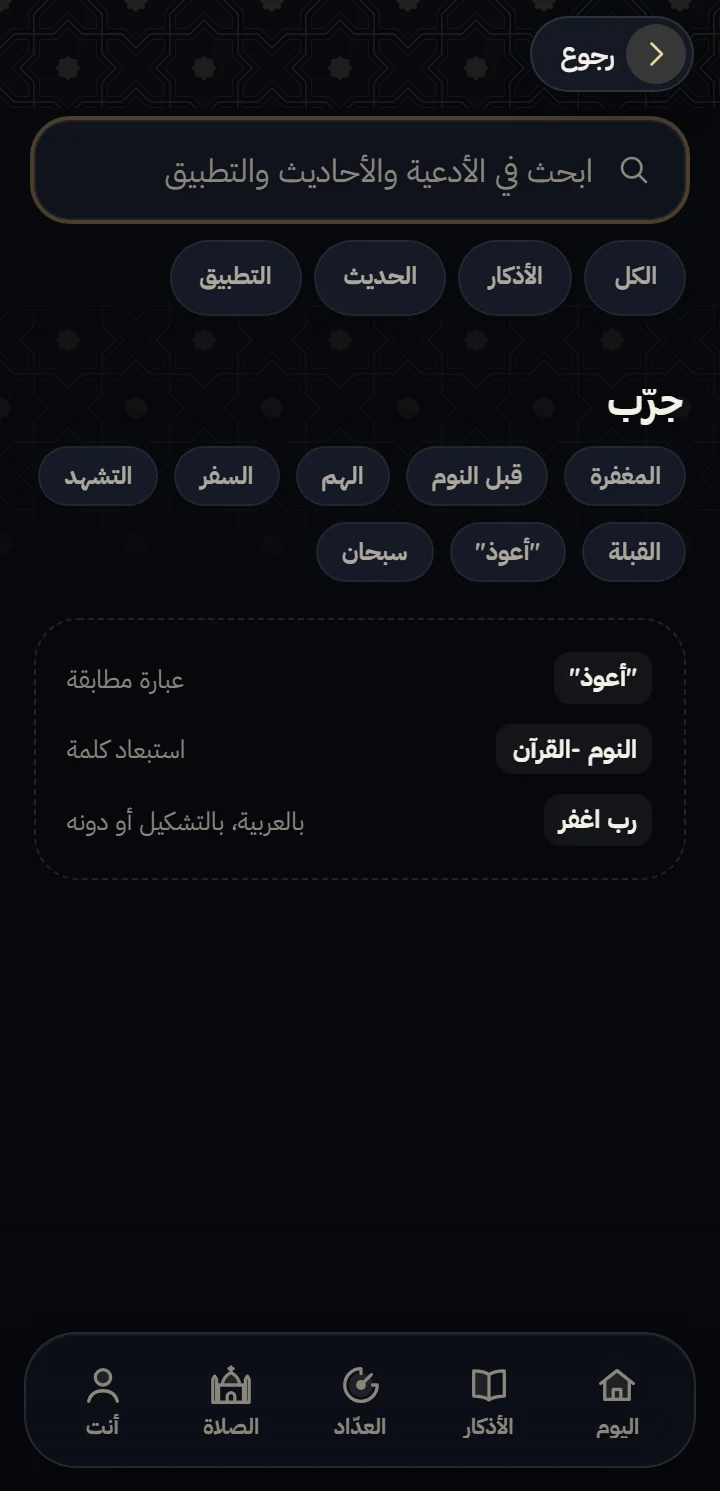 رجوع
ابحث في الأدعية والأحاديث والتطبيق
الكل الأذكار الحديث التطبيق
جرّب
المغفرة قبل النوم الهم السفر التشهد
القبلة "أعوذ" سبحان
"أعوذ" عبارة مطابقة
النوم -القرآن استبعاد كلمة
رب اغفر بالعربية، بالتشكيل أو دونه
اليوم الأذكار العدّاد الصلاة أنت